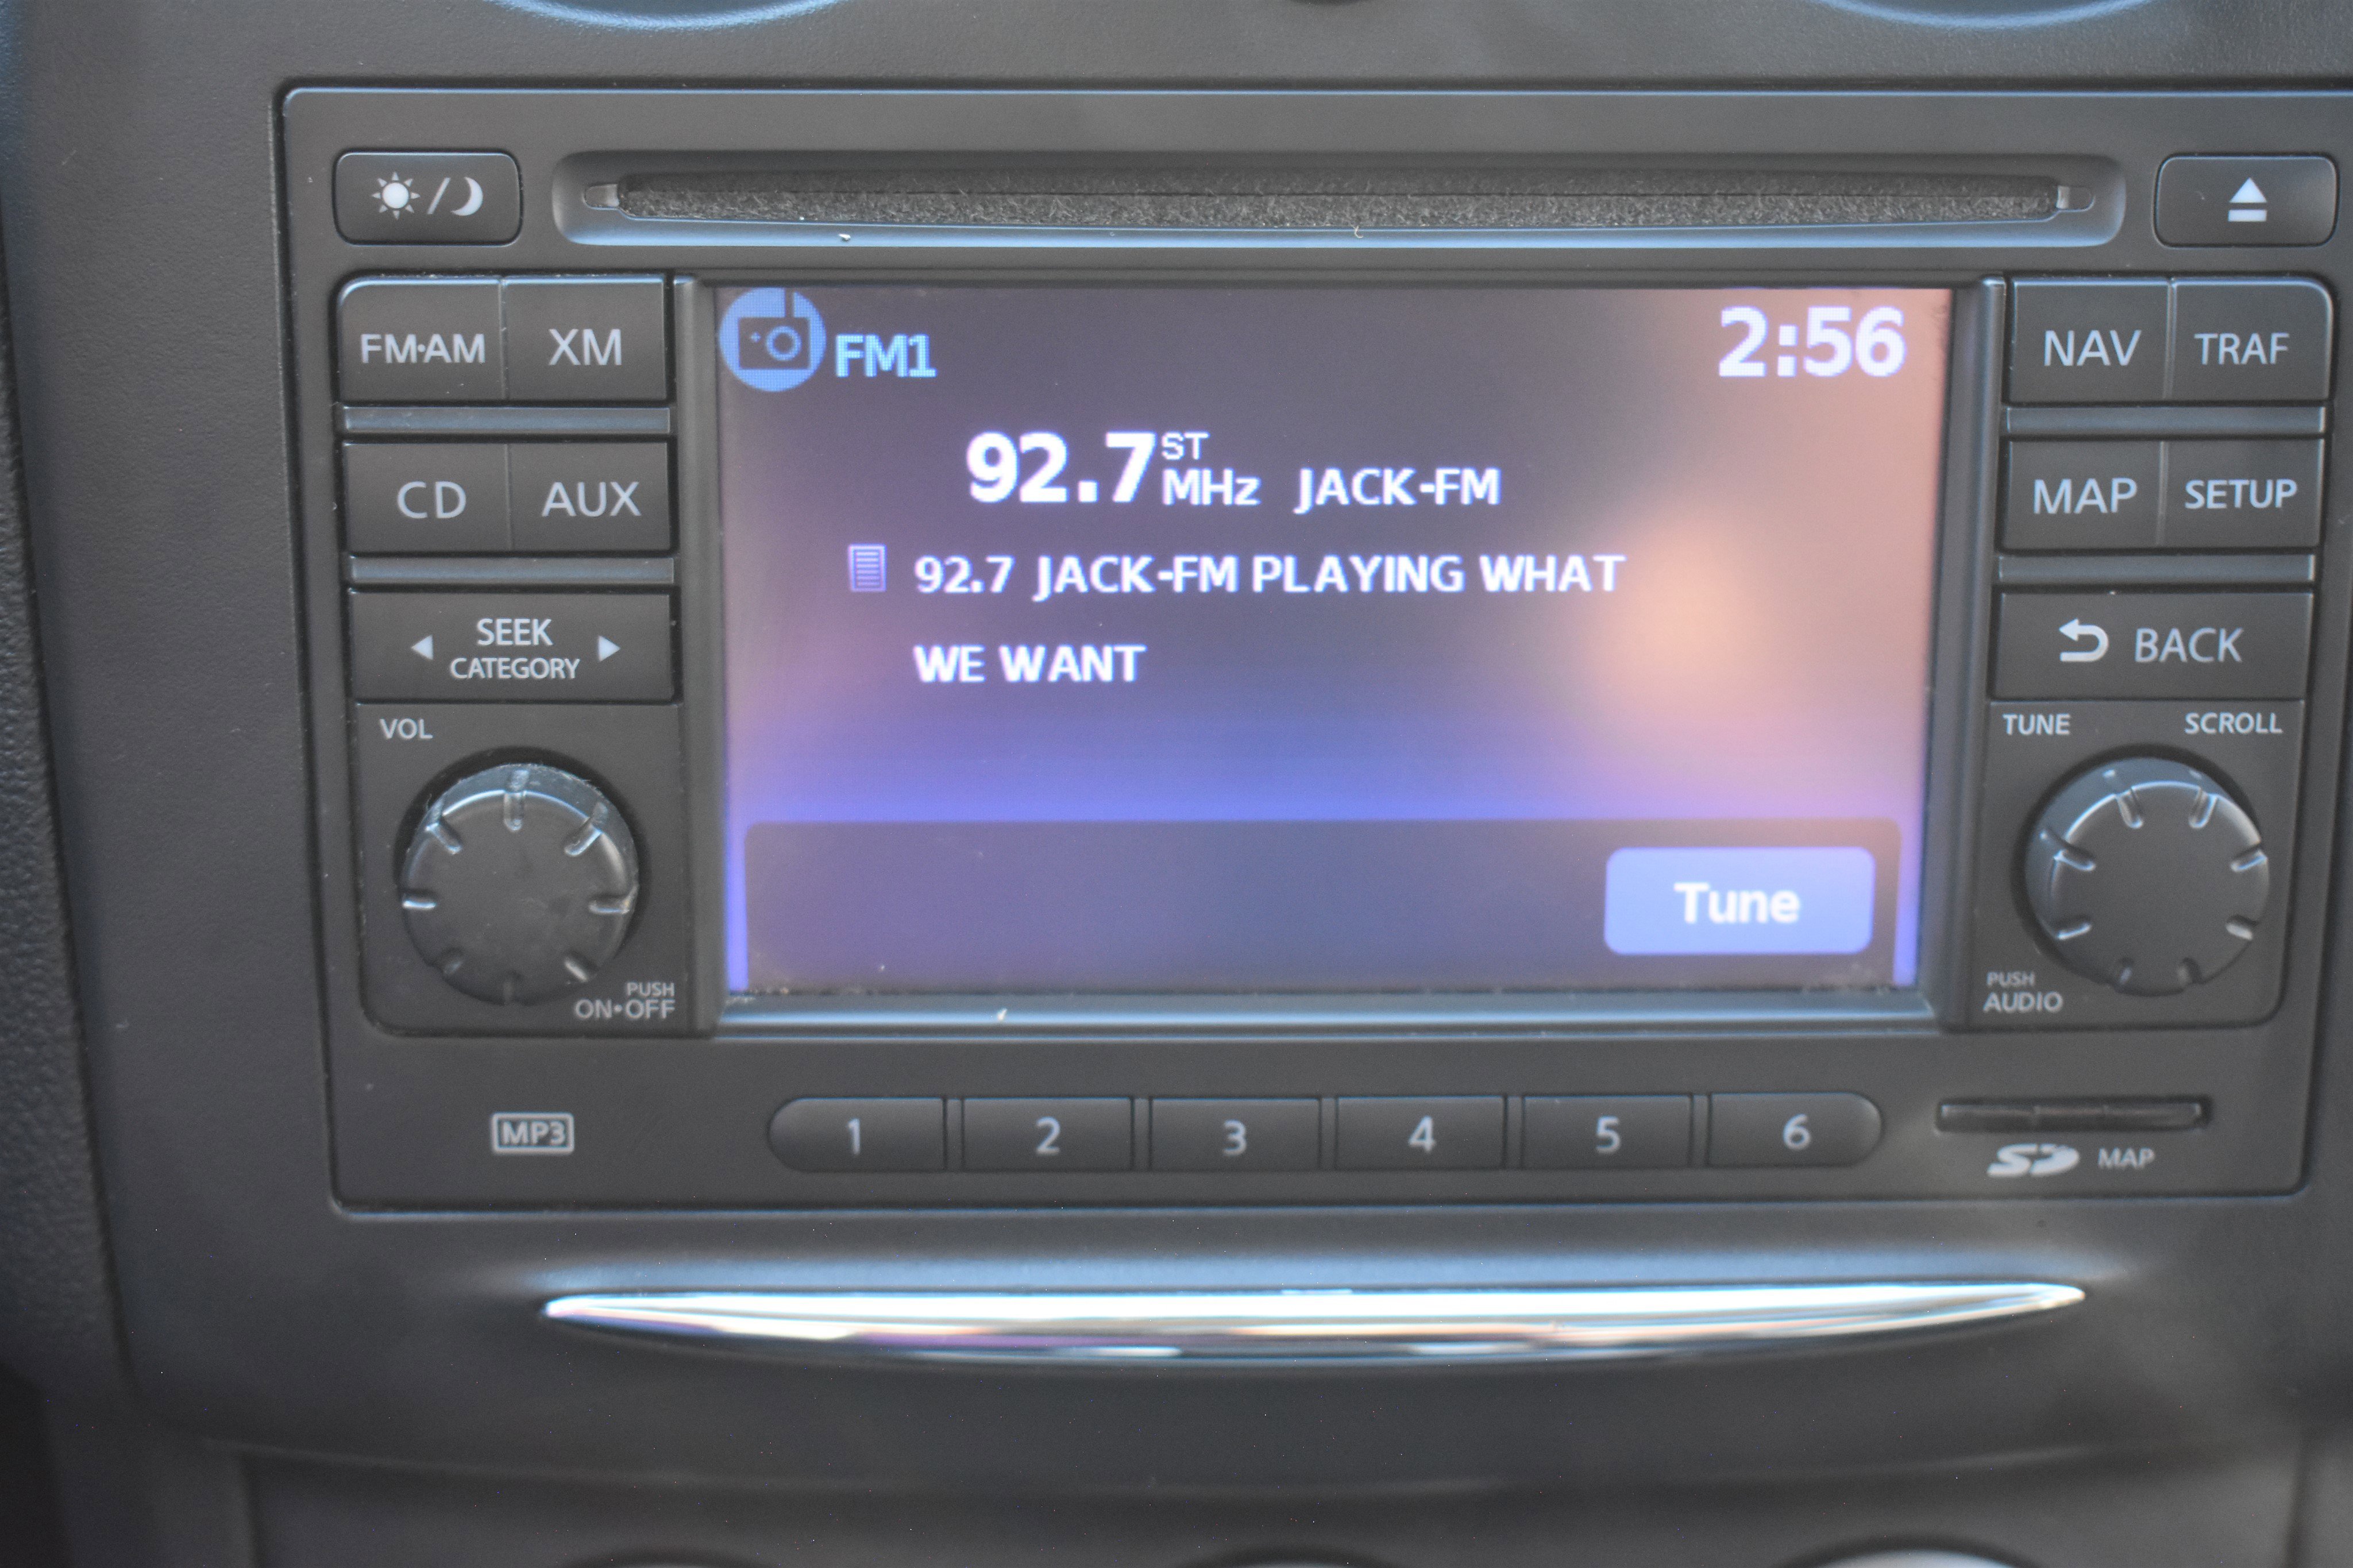 FM·AM XM
CD AUX
SEEK
CATEGORY
VOL
PUSH
ON•OFF
FM1 2:56
92.7 ST MHz JACK-FM
92.7 JACK-FM PLAYING WHAT
WE WANT
Tune
NAV TRAF
MAP SETUP
BACK
TUNE SCROLL
PUSH
AUDIO
MP3 1 2 3 4 5 6
SD MAP